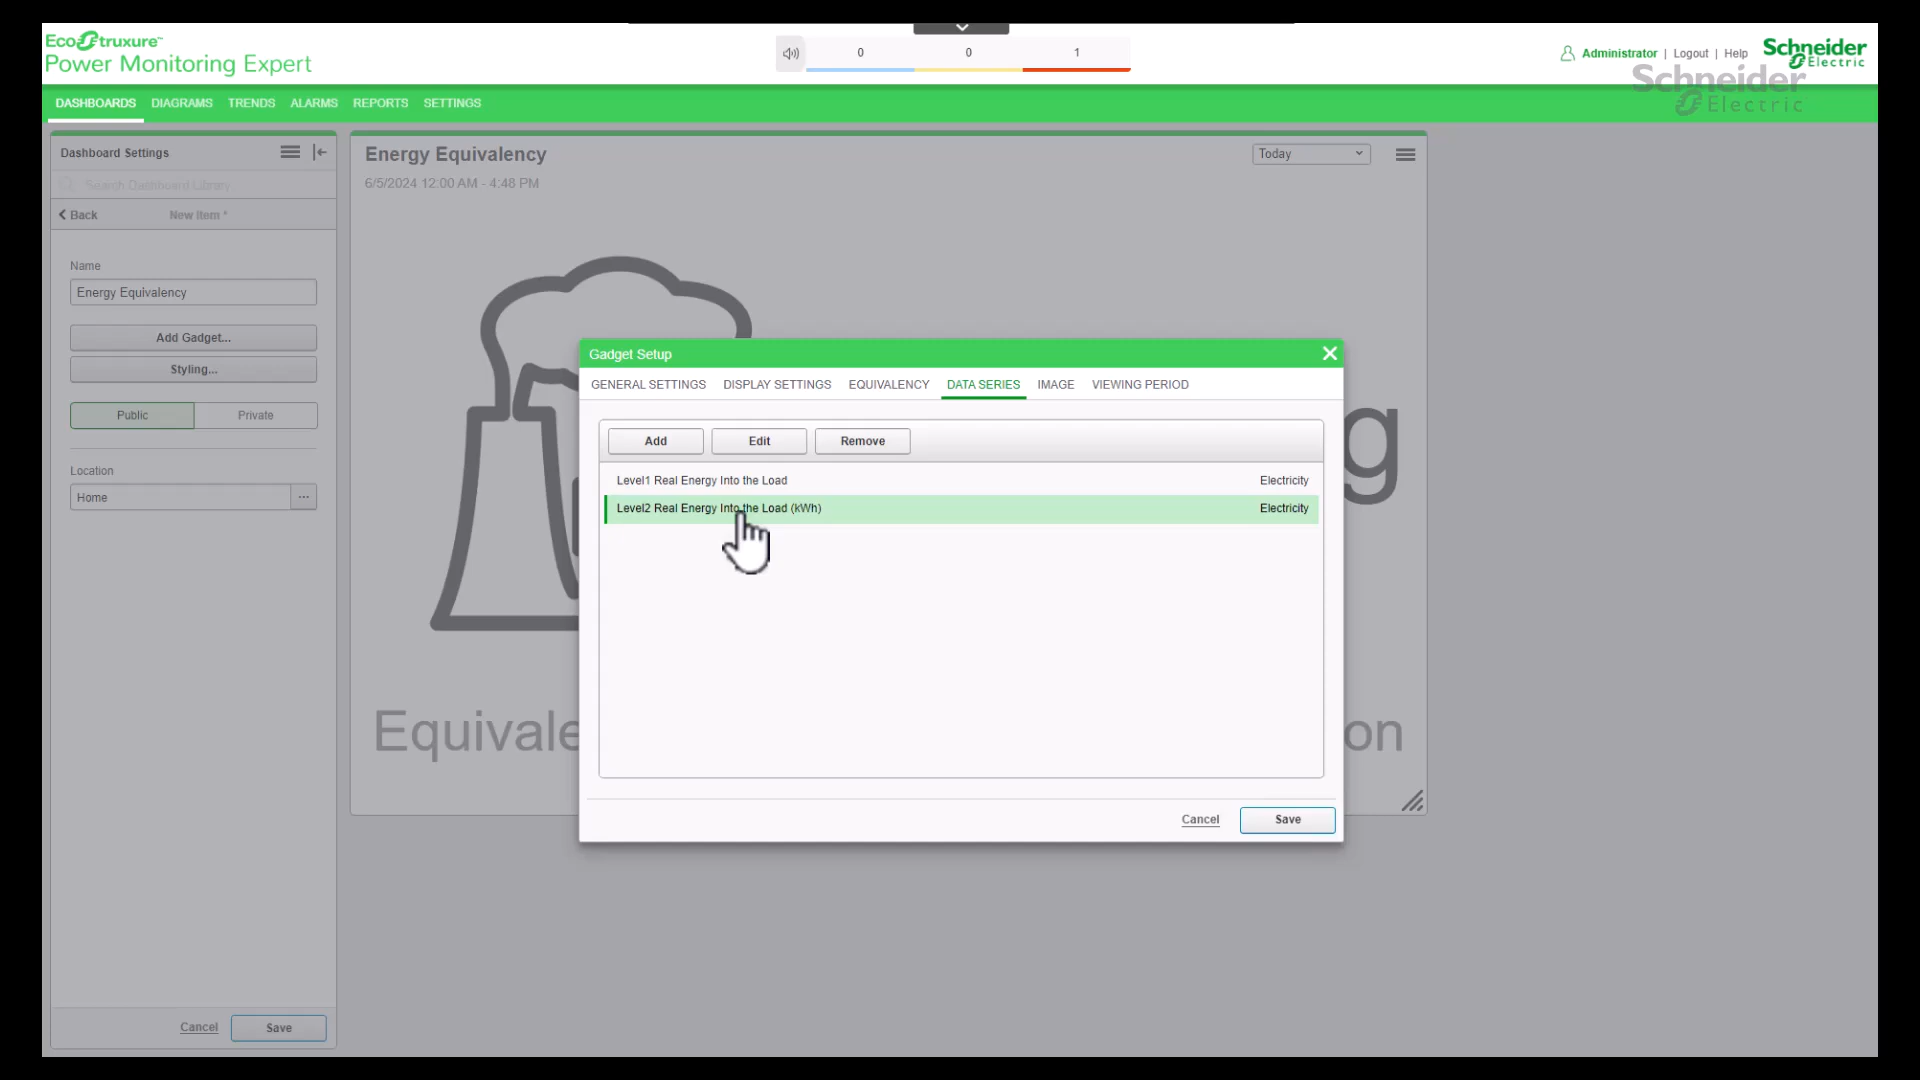 EcoStruxure™
Power Monitoring Expert
0 0 1
Administrator | Logout | Help
Schneider
Electric
Schneider
Electric
DASHBOARDS DIAGRAMS TRENDS ALARMS REPORTS SETTINGS
Dashboard Settings
Search Dashboard Library
Back New Item *
Name
Energy Equivalency
Add Gadget...
Styling...
Public Private
Location
Home ...
Cancel Save
Energy Equivalency
Today
6/5/2024 12:00 AM - 4:48 PM
g
Equivale
on
Gadget Setup
GENERAL SETTINGS DISPLAY SETTINGS EQUIVALENCY DATA SERIES IMAGE VIEWING PERIOD
Add Edit Remove
Level1 Real Energy Into the Load Electricity
Level2 Real Energy Into the Load (kWh) Electricity
Cancel Save